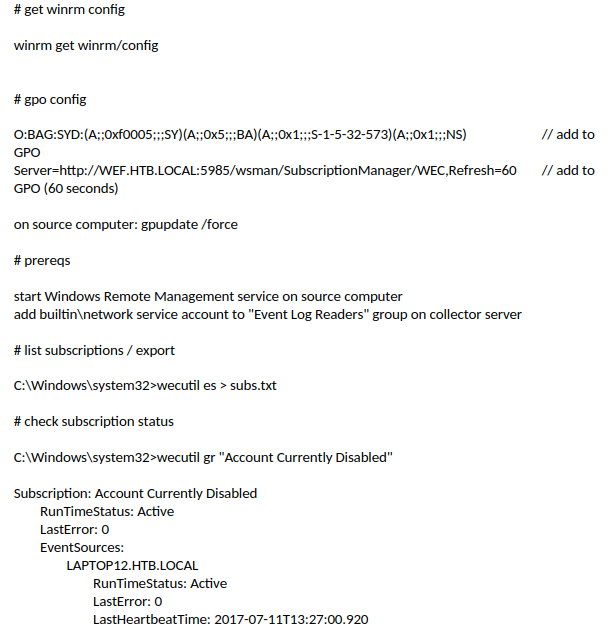 # get winrm config
winrm get winrm/config
# gpo config
O:BAG:SYD:(A;;0xf0005;;;SY)(A;;0x5;;;BA)(A;;0x1;;;S-1-5-32-573)(A;;0x1;;;NS) // add to
GPO
Server=http://WEF.HTB.LOCAL:5985/wsman/SubscriptionManager/WEC,Refresh=60 // add to
GPO (60 seconds)
on source computer: gpupdate /force
# prereqs
start Windows Remote Management service on source computer
add builtin\network service account to "Event Log Readers" group on collector server
# list subscriptions / export
C:\Windows\system32>wecutil es > subs.txt
# check subscription status
C:\Windows\system32>wecutil gr "Account Currently Disabled"
Subscription: Account Currently Disabled
RunTimeStatus: Active
LastError: 0
EventSources:
LAPTOP12.HTB.LOCAL
RunTimeStatus: Active
LastError: 0
LastHeartbeatTime: 2017-07-11T13:27:00.920